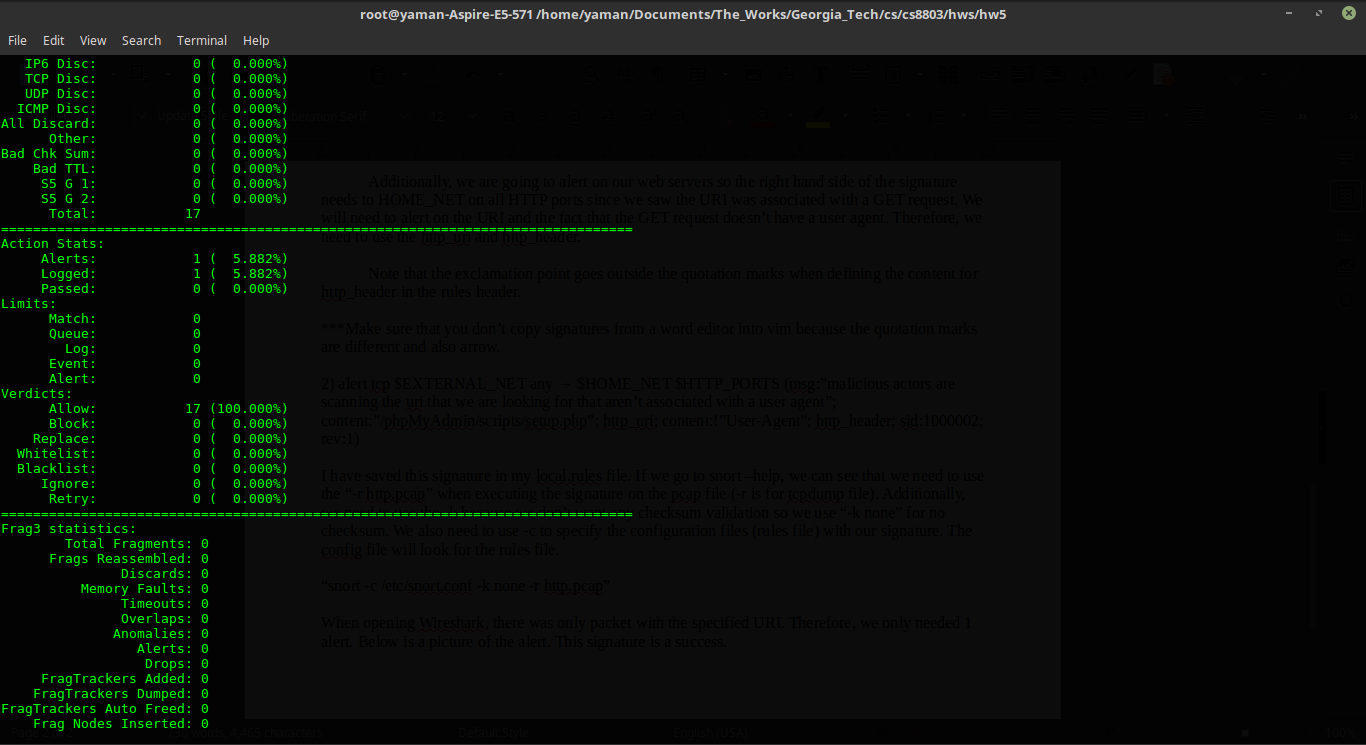 root@yaman-Aspire-E5-571 /home/yaman/Documents/The_Works/Georgia_Tech/cs/cs8803/hws/hw5
File Edit View Search Terminal Help
IP6 Disc: 0 ( 0.000%)
TCP Disc: 0 ( 0.000%)
UDP Disc: 0 ( 0.000%)
ICMP Disc: 0 ( 0.000%)
All Discard: 0 ( 0.000%)
Other: 0 ( 0.000%)
Bad Chk Sum: 0 ( 0.000%)
Bad TTL: 0 ( 0.000%)
S5 G 1: 0 ( 0.000%)
S5 G 2: 0 ( 0.000%)
Total: 17
===============================================================================
Action Stats:
Alerts: 1 ( 5.882%)
Logged: 1 ( 5.882%)
Passed: 0 ( 0.000%)
Limits:
Match: 0
Queue: 0
Log: 0
Event: 0
Alert: 0
Verdicts:
Allow: 17 (100.000%)
Block: 0 ( 0.000%)
Replace: 0 ( 0.000%)
Whitelist: 0 ( 0.000%)
Blacklist: 0 ( 0.000%)
Ignore: 0 ( 0.000%)
Retry: 0 ( 0.000%)
===============================================================================
Frag3 statistics:
Total Fragments: 0
Frags Reassembled: 0
Discards: 0
Memory Faults: 0
Timeouts: 0
Overlaps: 0
Anomalies: 0
Alerts: 0
Drops: 0
FragTrackers Added: 0
FragTrackers Dumped: 0
FragTrackers Auto Freed: 0
Frag Nodes Inserted: 0
Additionally, we are going to alert on our web servers so the right hand side of the signature
needs to HOME_NET on all HTTP ports since we saw the URI was associated with a GET request. We
will need to alert on the URI and the fact that the GET request doesn't have a user agent. Therefore, we
need to use the http_uri and http_header.
Note that the exclamation point goes outside the quotation marks when defining the content for
http_header in the rules header.
***Make sure that you don't copy signatures from a word editor into vim because the quotation marks
are different and also arrow.
2) alert tcp $EXTERNAL_NET any → $HOME_NET $HTTP_PORTS (msg:"malicious actors are
scanning the uri that we are looking for that aren't associated with a user agent";
content:"/phpMyAdmin/scripts/setup.php"; http_uri; content:!"User-Agent"; http_header; sid:1000002;
rev:1)
I have saved this signature in my local.rules file. If we go to snort –help, we can see that we need to use
the "-r http.pcap" when executing the signature on the pcap file (-r is for tcpdump file). Additionally,
checksum validation so we use "-k none" for no
checksum. We also need to use -c to specify the configuration files (rules file) with our signature. The
config file will look for the rules file.
"snort -c /etc/snort.conf -k none -r http.pcap"
When opening Wireshark, there was only packet with the specified URI. Therefore, we only needed 1
alert. Below is a picture of the alert. This signature is a success.
Default Style
English (USA)
100%